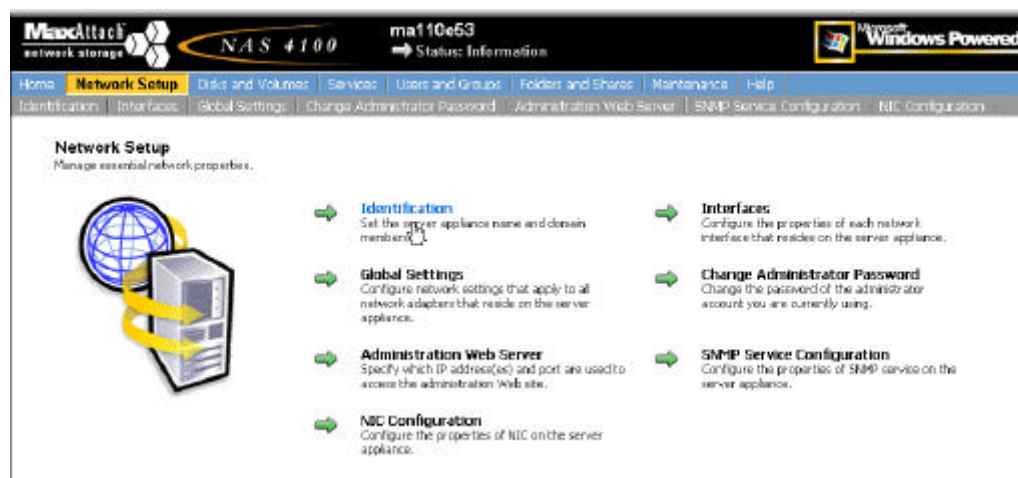 MaxAttach
network storage
NAS 4100
ma110e53
Status: Information
Microsoft
Windows Powered
Home Network Setup Disks and Volumes Services Users and Groups Folders and Shares Maintenance Help
Identification Interfaces Global Settings Change Administrator Password Administration Web Server SNMP Service Configuration NIC Configuration
Network Setup
Manage essential network properties.
Identification
Set the server appliance name and domain
Interfaces
Configure the properties of each network
interface that resides on the server appliance.
Global Settings
Configure network settings that apply to all
network adapters that reside on the server
appliance.
Change Administrator Password
Change the password of the administrator
account you are currently using.
Administration Web Server
Specify which IP address(es) and port are used to
access the administration Web site.
SNMP Service Configuration
Configure the properties of SNMP service on the
server appliance.
NIC Configuration
Configure the properties of NIC on the server
appliance.